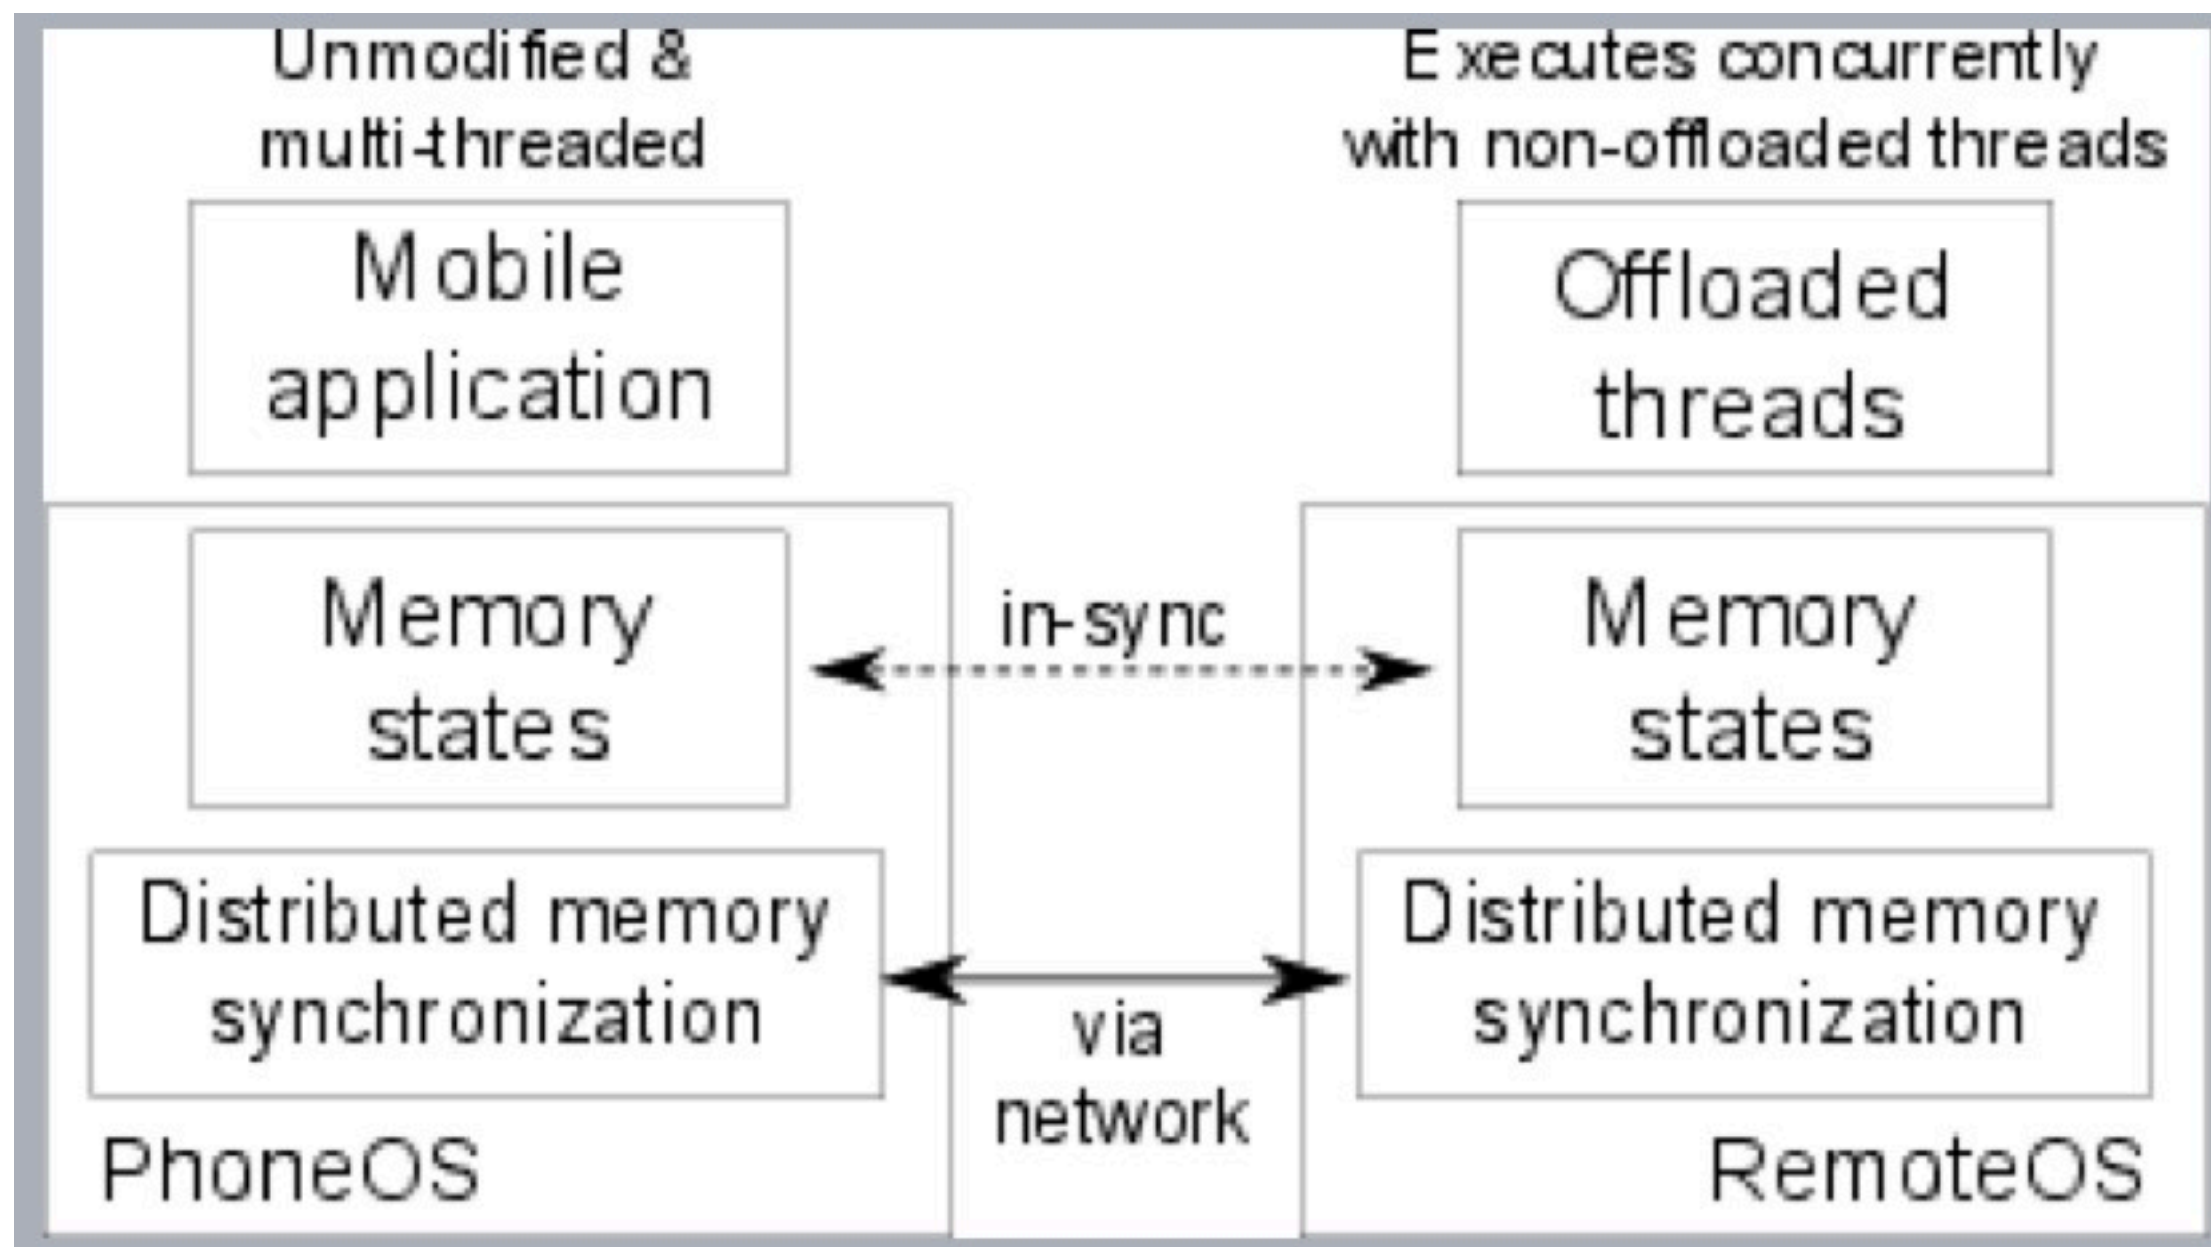 Unmodified &
multi-threaded
Executes concurrently
with non-offloaded threads
Mobile
application
Offloaded
threads
Memory
states
in-sync
Memory
states
Distributed memory
synchronization
via
network
Distributed memory
synchronization
PhoneOS
RemoteOS